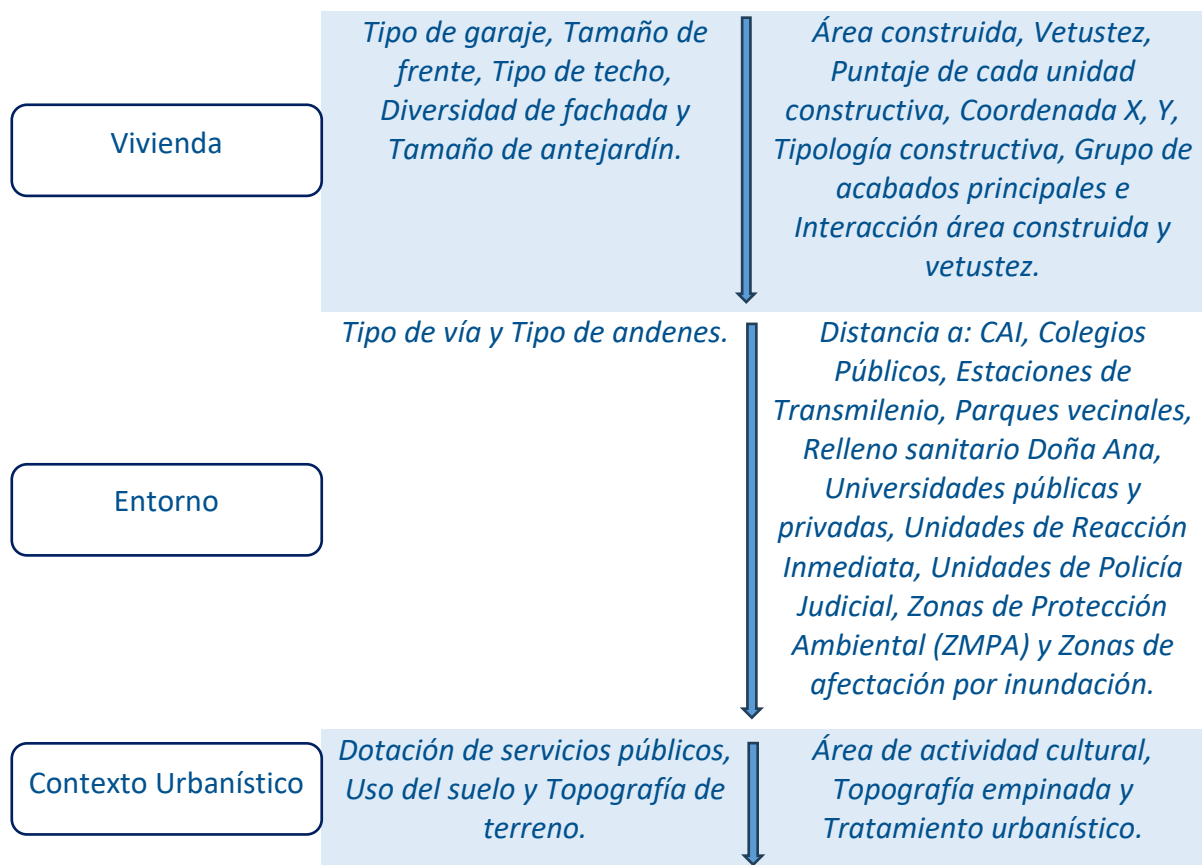 Vivienda
Tipo de garaje, Tamaño de
frente, Tipo de techo,
Diversidad de fachada y
Tamaño de antejardín.
Área construida, Vetustez,
Puntaje de cada unidad
constructiva, Coordenada X, Y,
Tipología constructiva, Grupo de
acabados principales e
Interacción área construida y
vetustez.
Entorno
Tipo de vía y Tipo de andenes.
Distancia a: CAI, Colegios
Públicos, Estaciones de
Transmilenio, Parques vecinales,
Relleno sanitario Doña Ana,
Universidades públicas y
privadas, Unidades de Reacción
Inmediata, Unidades de Policía
Judicial, Zonas de Protección
Ambiental (ZMPA) y Zonas de
afectación por inundación.
Contexto Urbanístico
Dotación de servicios públicos,
Uso del suelo y Topografía de
terreno.
Área de actividad cultural,
Topografía empinada y
Tratamiento urbanístico.